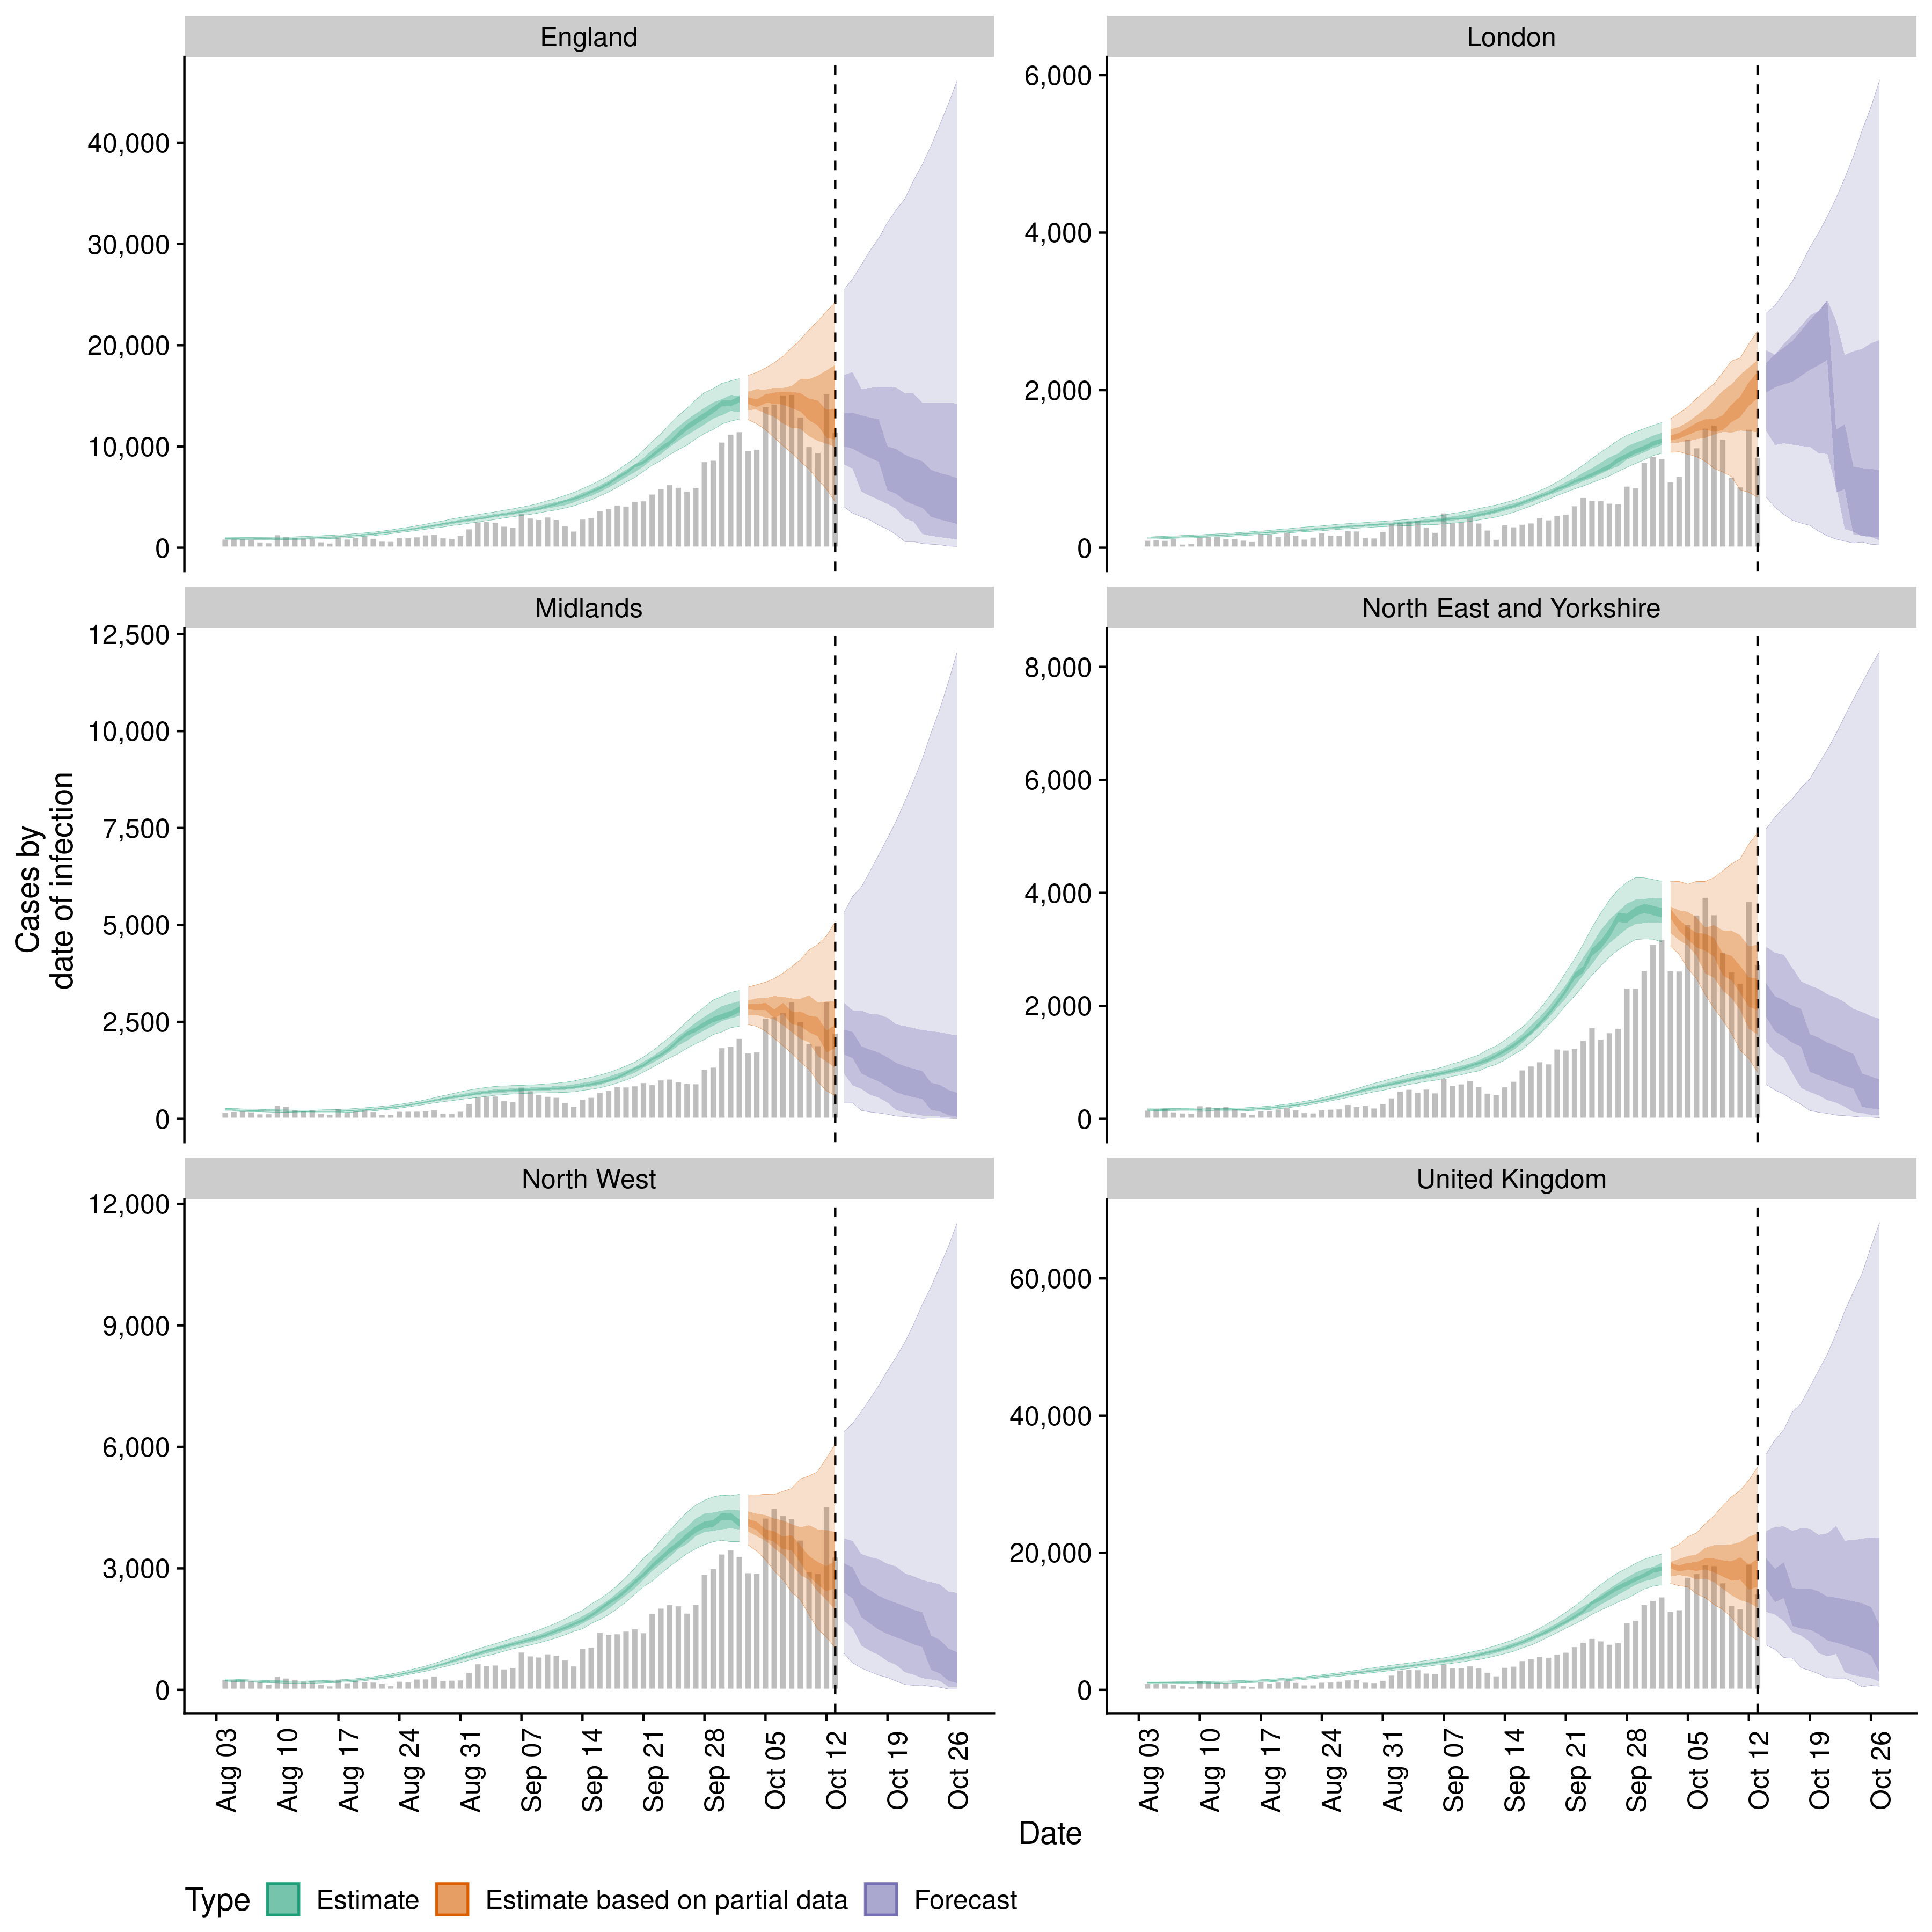 England
London
40,000
30,000
20,000
10,000
0
6,000
4,000
2,000
0
Midlands
North East and Yorkshire
12,500
10,000
7,500
5,000
2,500
0
8,000
6,000
4,000
2,000
0
Cases by
date of infection
North West
United Kingdom
12,000
9,000
6,000
3,000
0
60,000
40,000
20,000
0
Aug 03 Aug 10 Aug 17 Aug 24 Aug 31 Sep 07 Sep 14 Sep 21 Sep 28 Oct 05 Oct 12 Oct 19 Oct 26
Aug 03 Aug 10 Aug 17 Aug 24 Aug 31 Sep 07 Sep 14 Sep 21 Sep 28 Oct 05 Oct 12 Oct 19 Oct 26
Date
Type Estimate Estimate based on partial data Forecast